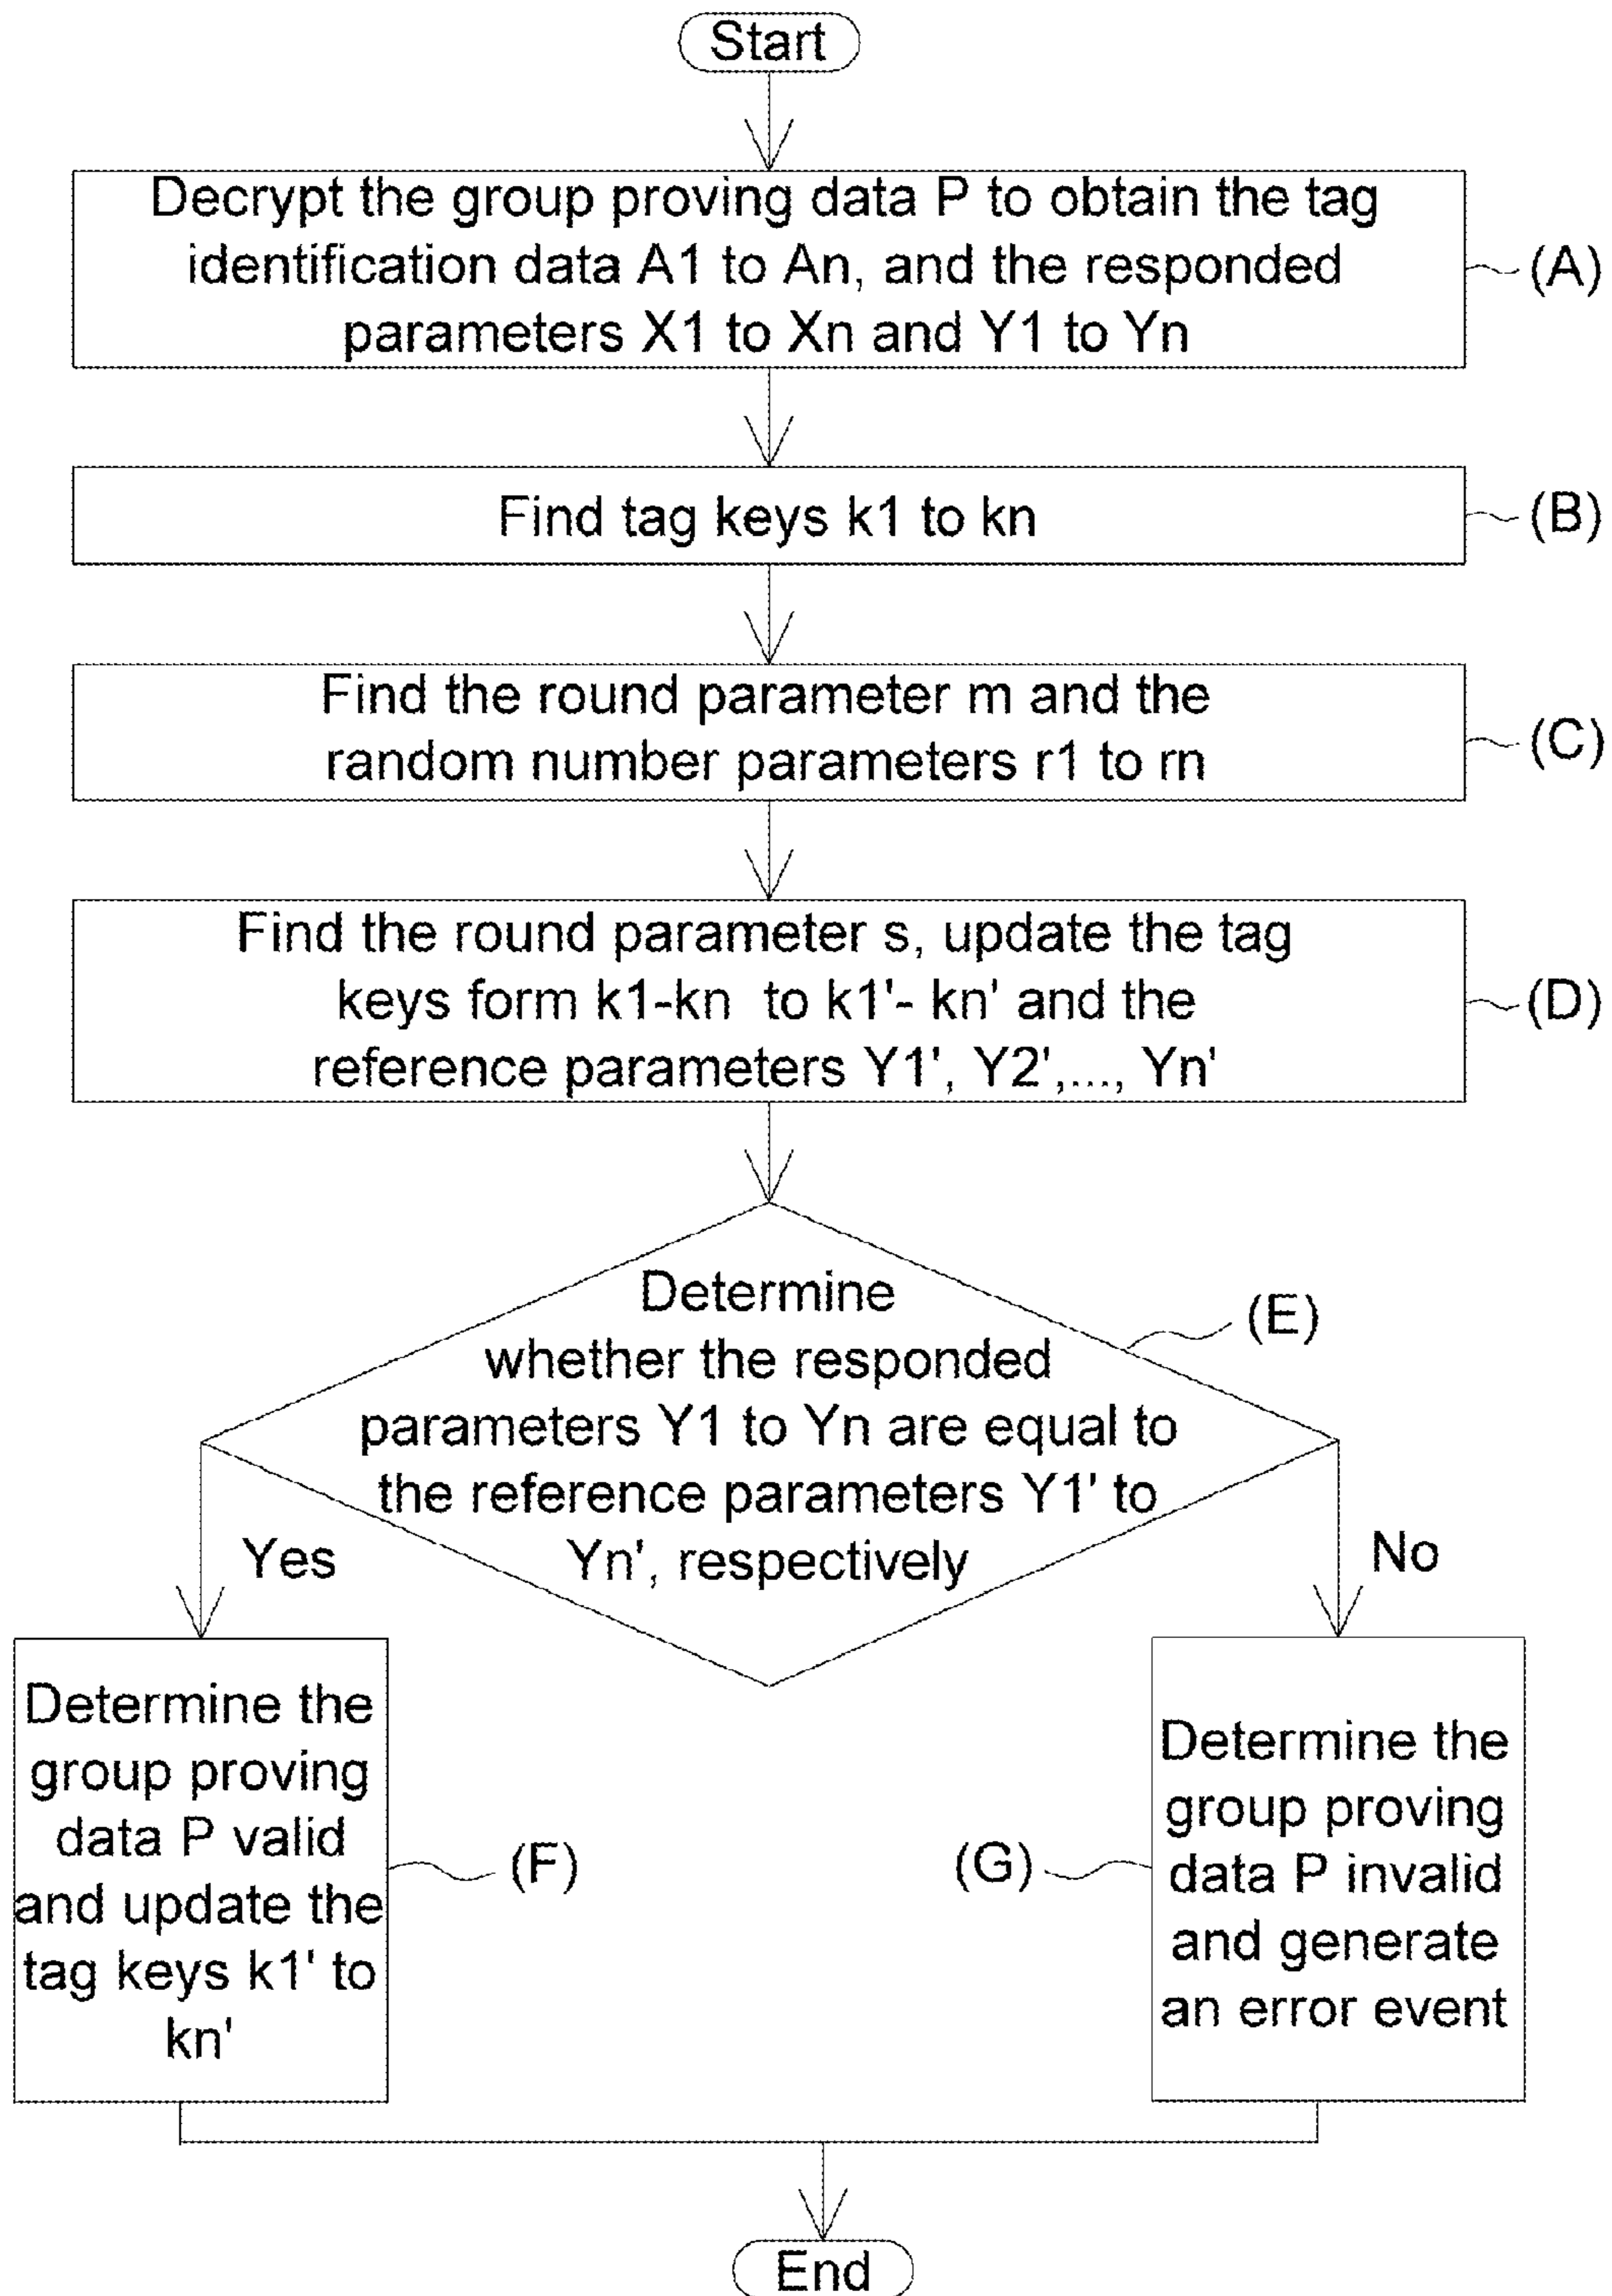 Start
Decrypt the group proving data P to obtain the tag
identification data A1 to An, and the responded
parameters X1 to Xn and Y1 to Yn
(A)
Find tag keys k1 to kn
(B)
Find the round parameter m and the
random number parameters r1 to rn
(C)
Find the round parameter s, update the tag
keys form k1-kn to k1'- kn' and the
reference parameters Y1', Y2',..., Yn'
(D)
Determine
whether the responded
parameters Y1 to Yn are equal to
the reference parameters Y1' to
Yn', respectively
(E)
Yes
No
Determine the
group proving
data P valid
and update the
tag keys k1' to
kn'
(F)
(G)
Determine the
group proving
data P invalid
and generate
an error event
End